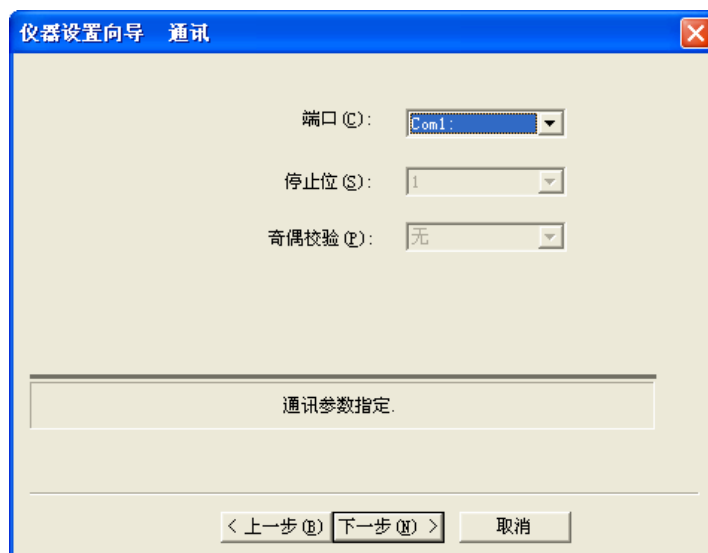 仪器设置向导 通讯
端口(C): Com1:
停止位(S): 1
奇偶校验(P): 无
通讯参数指定.
< 上一步(B) 下一步(N) > 取消